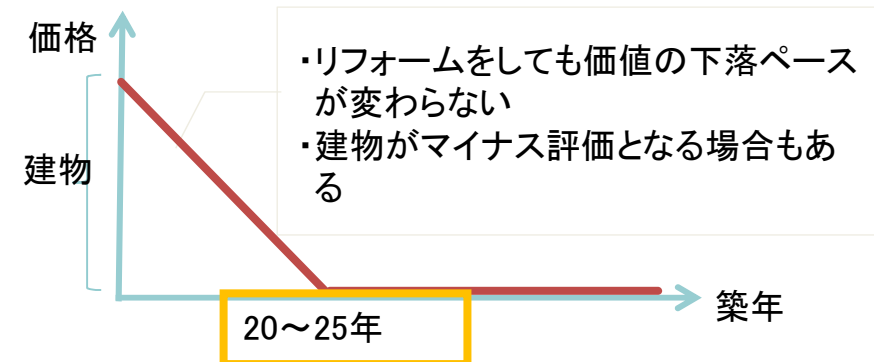 価格
・リフォームをしても価値の下落ペース
が変わらない
・建物がマイナス評価となる場合もあ
る
建物
築年
20～25年